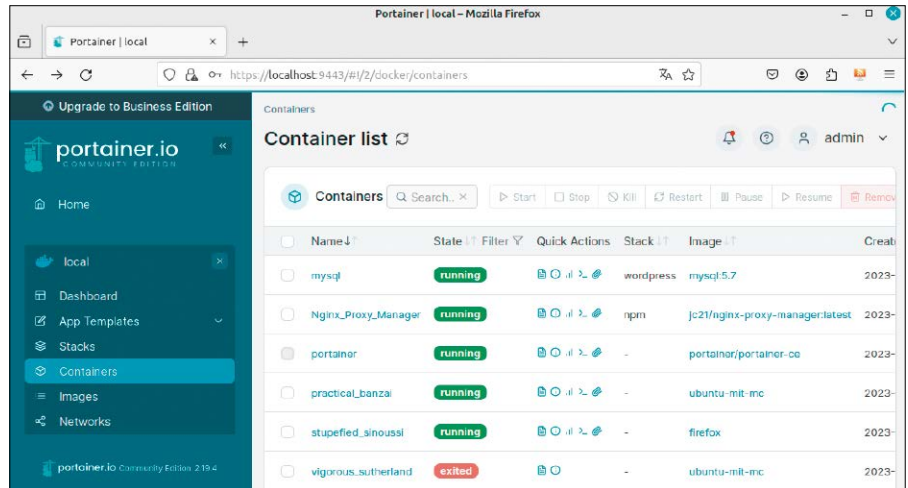 Portainer | local – Mozilla Firefox
Portainer | local × +
https://localhost:9443/#!/2/docker/containers
Upgrade to Business Edition
Containers
portainer.io
COMMUNITY EDITION
Container list
admin
Home
Containers Search.. × Start Stop Kill Restart Pause Resume Remov
Name State Filter Quick Actions Stack Image Creat
local
mysql running wordpress mysql:5.7 2023-
Dashboard
App Templates
Nginx_Proxy_Manager running npm jc21/nginx-proxy-manager:latest 2023-
Stacks
portainer running - portainer/portainer-ce 2023-
Containers
Images
practical_banzai running - ubuntu-mit-mc 2023-
Networks
stupefied_sinoussi running - firefox 2023-
portainer.io Community Edition 2.19.4
vigorous_sutherland exited - ubuntu-mit-mc 2023-